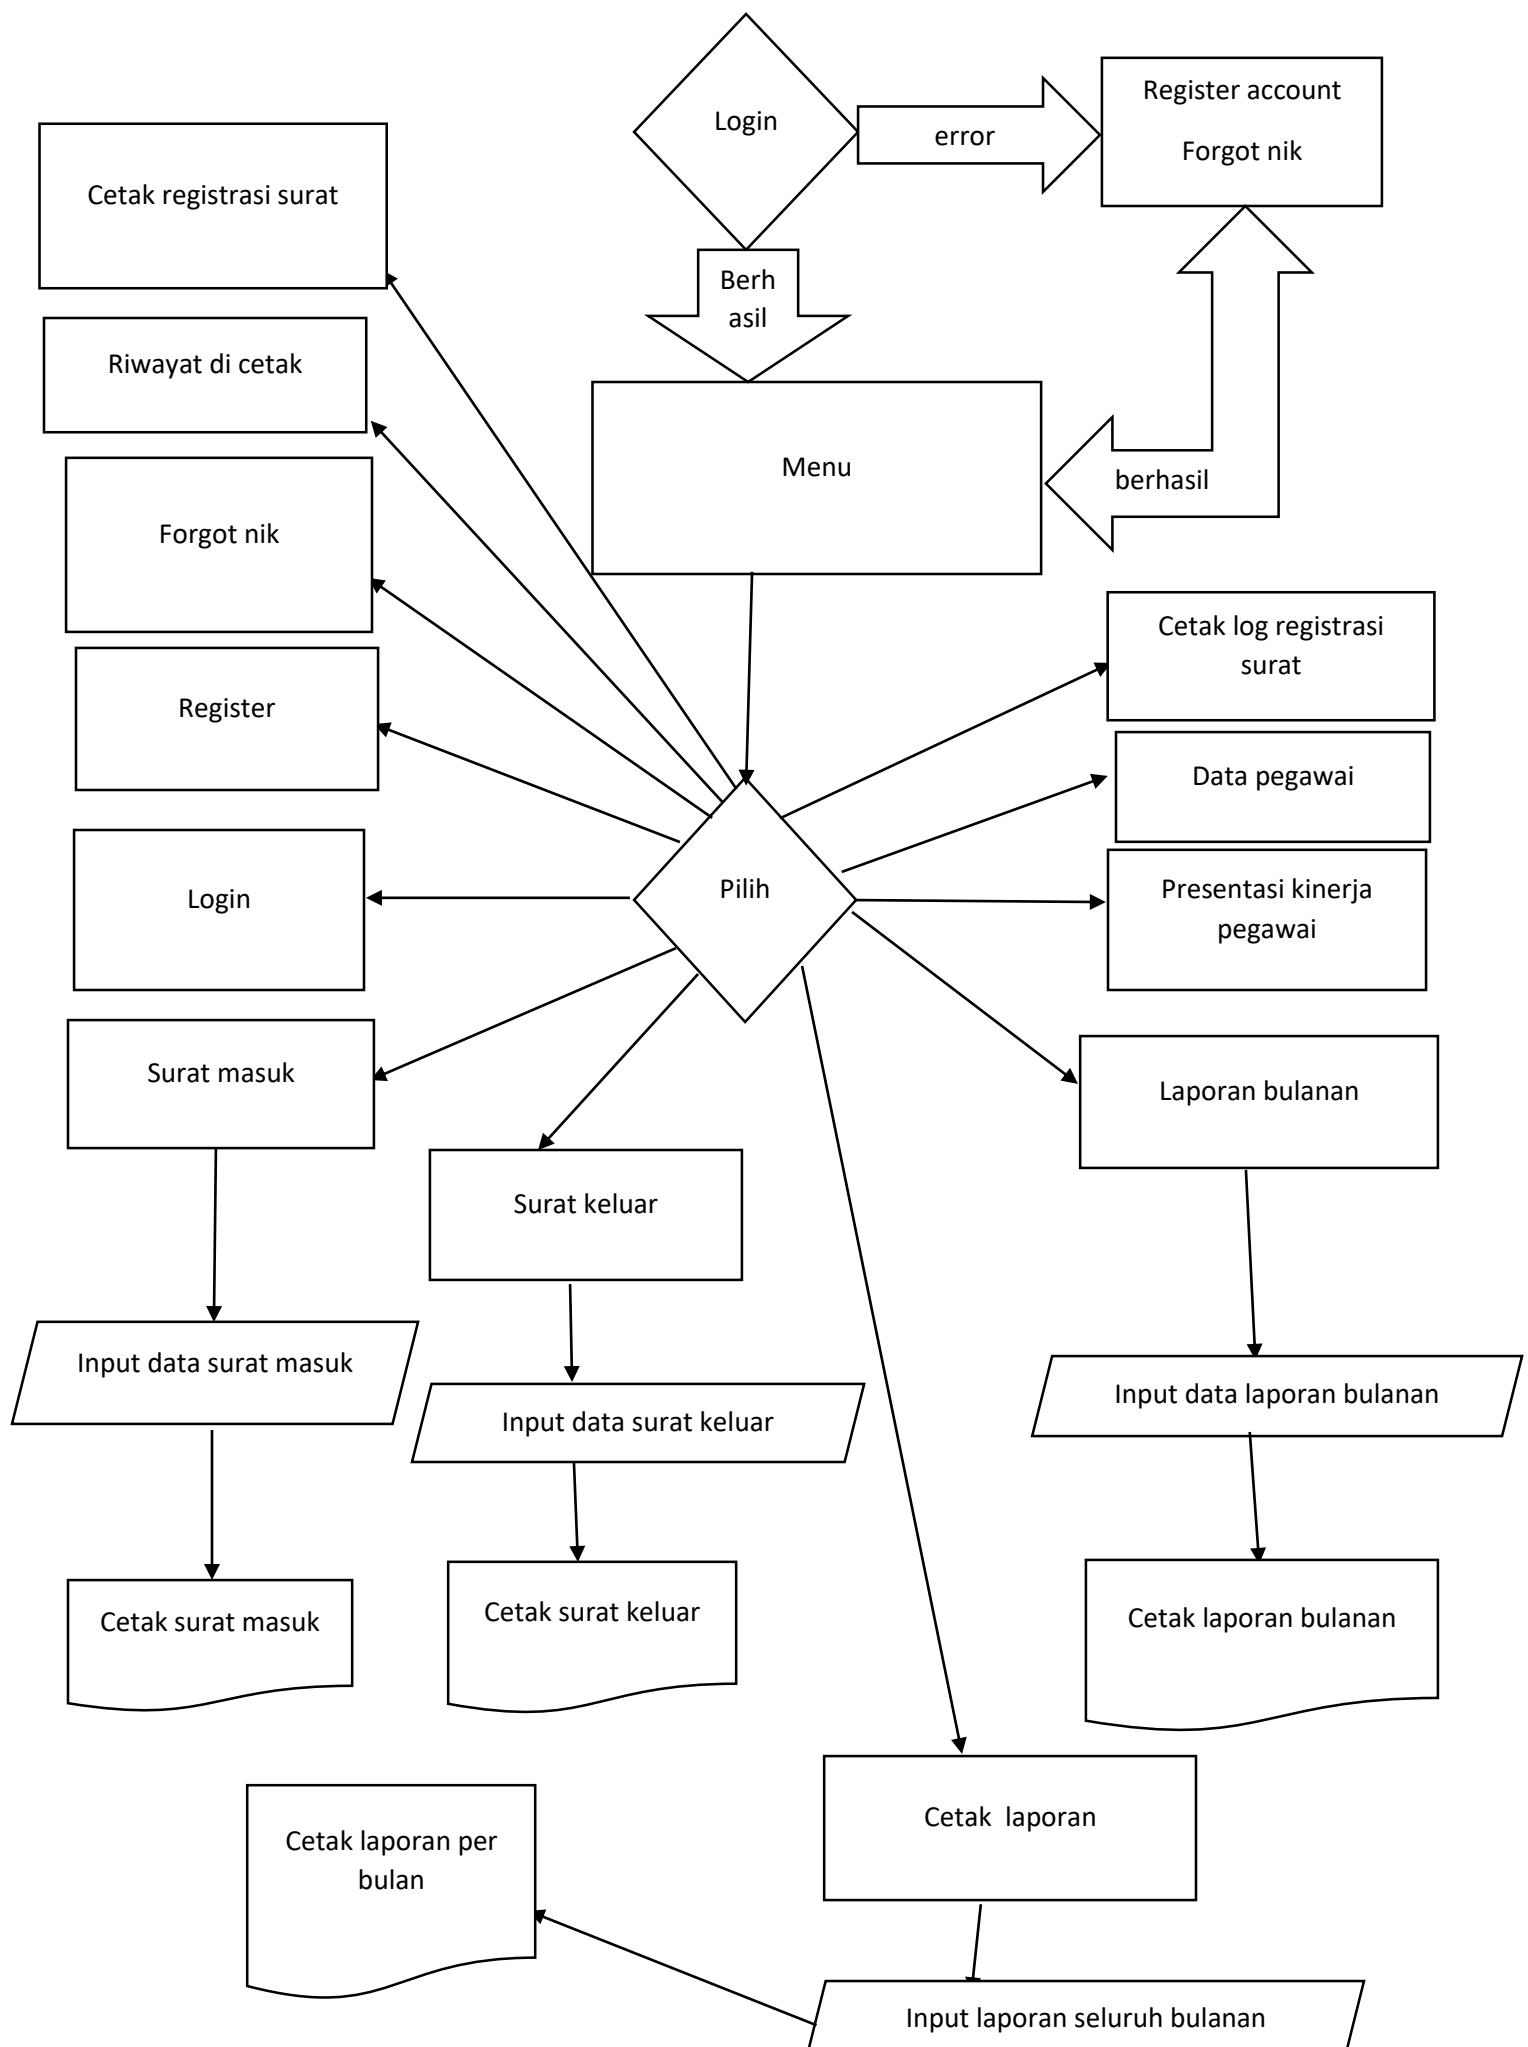 Login
error
Register account
Forgot nik
Cetak registrasi surat
Berh
asil
Riwayat di cetak
Menu
berhasil
Forgot nik
Cetak log registrasi
surat
Register
Data pegawai
Login
Pilih
Presentasi kinerja
pegawai
Surat masuk
Laporan bulanan
Surat keluar
Input data surat masuk
Input data surat keluar
Input data laporan bulanan
Cetak surat masuk
Cetak surat keluar
Cetak laporan bulanan
Cetak  laporan
Cetak laporan per
bulan
Input laporan seluruh bulanan